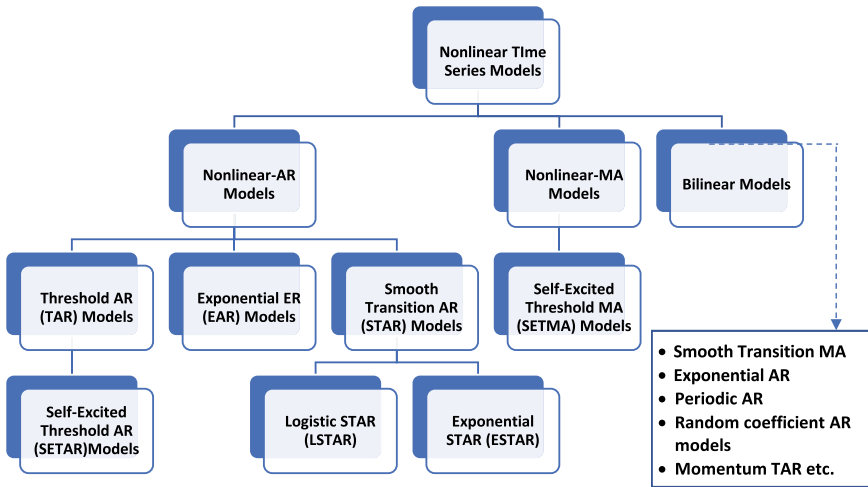 Nonlinear TIme
Series Models
Nonlinear-AR
Models
Nonlinear-MA
Models
Bilinear Models
Threshold AR
(TAR) Models
Exponential ER
(EAR) Models
Smooth
Transition AR
(STAR) Models
Self-Excited
Threshold MA
(SETMA) Models
Self-Excited
Threshold AR
(SETAR)Models
Logistic STAR
(LSTAR)
Exponential
STAR (ESTAR)
• Smooth Transition MA
• Exponential AR
• Periodic AR
• Random coefficient AR
models
• Momentum TAR etc.